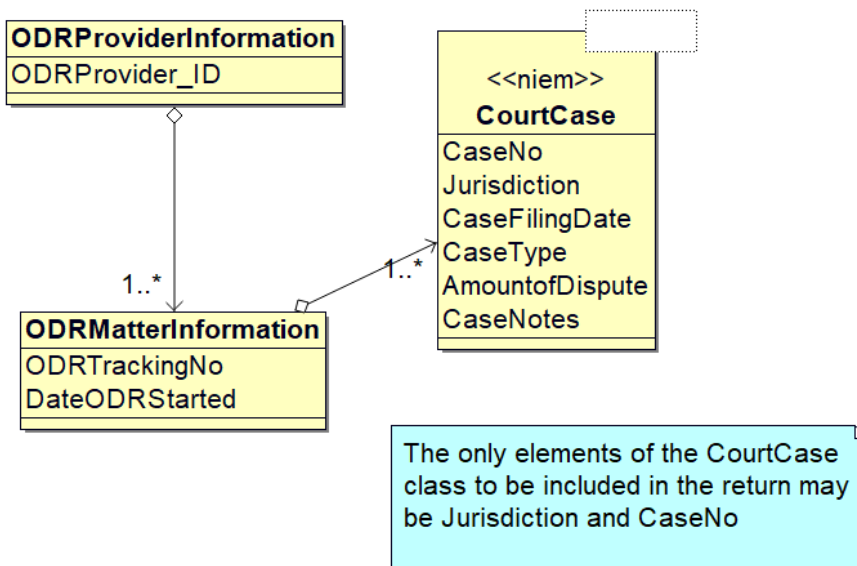 ODRProviderInformation
ODRProvider_ID
<<niem>>
CourtCase
CaseNo
Jurisdiction
CaseFilingDate
CaseType
AmountofDispute
CaseNotes
1..*
1..*
ODRMatterInformation
ODRTrackingNo
DateODRStarted
The only elements of the CourtCase
class to be included in the return may
be Jurisdiction and CaseNo